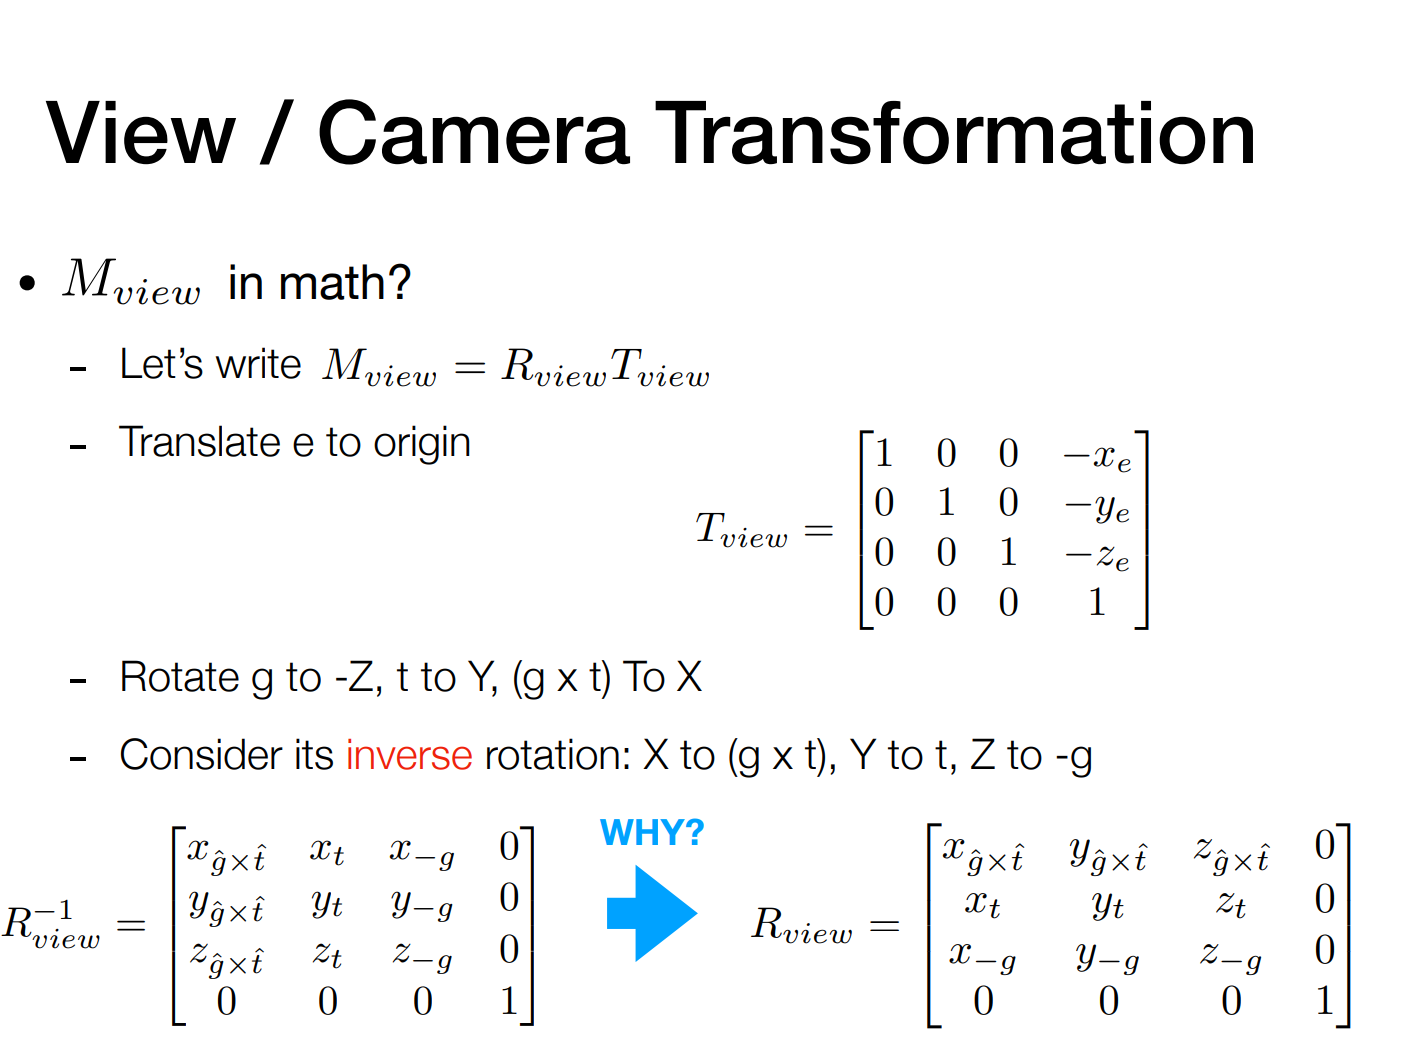 View / Camera Transformation
• M_{view} in math?
- Let's write M_{view} = R_{view}T_{view}
- Translate e to origin
T_{view} = \begin{bmatrix} 1 & 0 & 0 & -x_e \\ 0 & 1 & 0 & -y_e \\ 0 & 0 & 1 & -z_e \\ 0 & 0 & 0 & 1 \end{bmatrix}
- Rotate g to -Z, t to Y, (g x t) To X
- Consider its inverse rotation: X to (g x t), Y to t, Z to -g
R_{view}^{-1} = \begin{bmatrix} x_{\hat{g}\times\hat{t}} & x_t & x_{-g} & 0 \\ y_{\hat{g}\times\hat{t}} & y_t & y_{-g} & 0 \\ z_{\hat{g}\times\hat{t}} & z_t & z_{-g} & 0 \\ 0 & 0 & 0 & 1 \end{bmatrix}
WHY?
R_{view} = \begin{bmatrix} x_{\hat{g}\times\hat{t}} & y_{\hat{g}\times\hat{t}} & z_{\hat{g}\times\hat{t}} & 0 \\ x_t & y_t & z_t & 0 \\ x_{-g} & y_{-g} & z_{-g} & 0 \\ 0 & 0 & 0 & 1 \end{bmatrix}